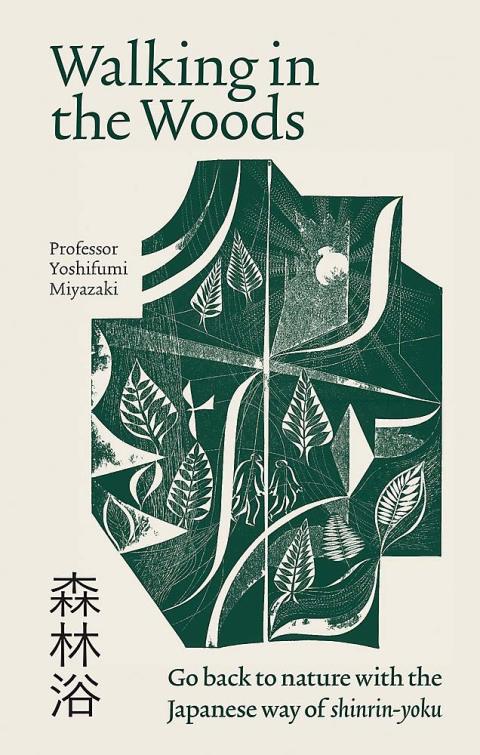 Walking in
the Woods
Professor
Yoshifumi
Miyazaki
森林浴
Go back to nature with the
Japanese way of shinrin-yoku